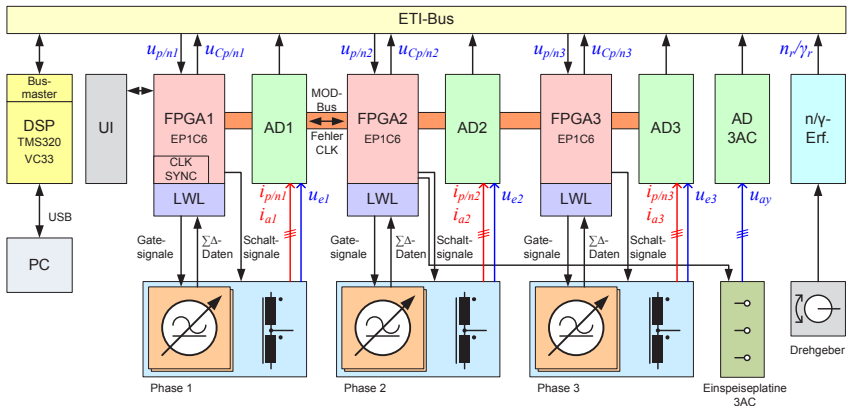 ETI-Bus
u_p/n1
u_Cp/n1
u_p/n2
u_Cp/n2
u_p/n3
u_Cp/n3
n_r/γ_r
Bus-
master
DSP
TMS320
VC33
UI
FPGA1
EP1C6
CLK
SYNC
LWL
AD1
MOD-
Bus
Fehler
CLK
FPGA2
EP1C6
LWL
AD2
FPGA3
EP1C6
LWL
AD3
AD
3AC
n/γ-
Erf.
USB
PC
i_p/n1
i_a1
u_e1
i_p/n2
i_a2
u_e2
i_p/n3
i_a3
u_e3
u_ay
Gate-
signale
∑Δ-
Daten
Schalt-
signale
Gate-
signale
∑Δ-
Daten
Schalt-
signale
Gate-
signale
∑Δ-
Daten
Schalt-
signale
Phase 1
Phase 2
Phase 3
Einspeiseplatine
3AC
Drehgeber